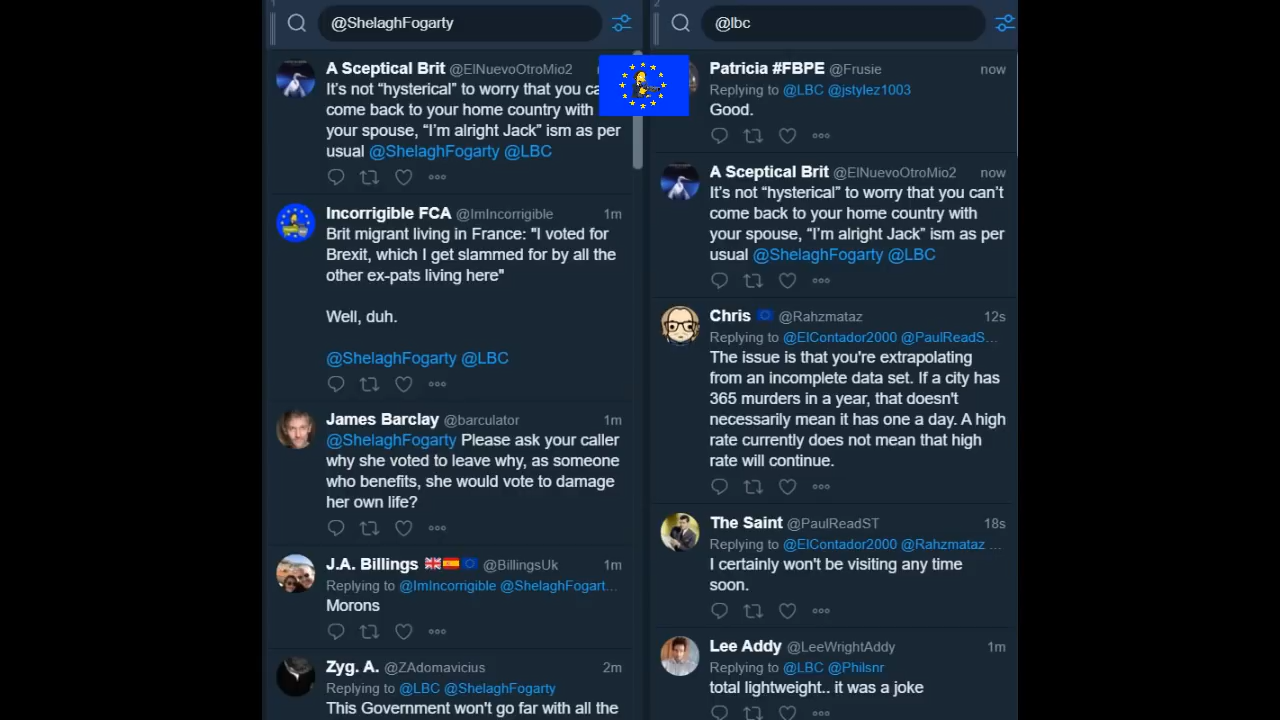 1
@ShelaghFogarty
A Sceptical Brit @ElNuevoOtroMio2
It's not “hysterical” to worry that you
come back to your home country with
your spouse, “I'm alright Jack” ism as per
usual @ShelaghFogarty @LBC
Incorrigible FCA @ImIncorrigible 1m
Brit migrant living in France: "I voted for
Brexit, which I get slammed for by all the
other ex-pats living here"
Well, duh.
@ShelaghFogarty @LBC
James Barclay @barculator 1m
@ShelaghFogarty Please ask your caller
why she voted to leave why, as someone
who benefits, she would vote to damage
her own life?
J.A. Billings @BillingsUk 1m
Replying to @ImIncorrigible @ShelaghFogart…
Morons
Zyg. A. @ZAdomavicius 2m
Replying to @LBC @ShelaghFogarty
This Government won't go far with all the
2
@lbc
Patricia #FBPE @Frusie now
Replying to @LBC @jstylez1003
Good.
A Sceptical Brit @ElNuevoOtroMio2 now
It's not “hysterical” to worry that you can't
come back to your home country with
your spouse, “I'm alright Jack” ism as per
usual @ShelaghFogarty @LBC
Chris @Rahzmataz 12s
Replying to @ElContador2000 @PaulReadS…
The issue is that you're extrapolating
from an incomplete data set. If a city has
365 murders in a year, that doesn't
necessarily mean it has one a day. A high
rate currently does not mean that high
rate will continue.
The Saint @PaulReadST 18s
Replying to @ElContador2000 @Rahzmataz …
I certainly won't be visiting any time
soon.
Lee Addy @LeeWrightAddy 1m
Replying to @LBC @Philsnr
total lightweight.. it was a joke